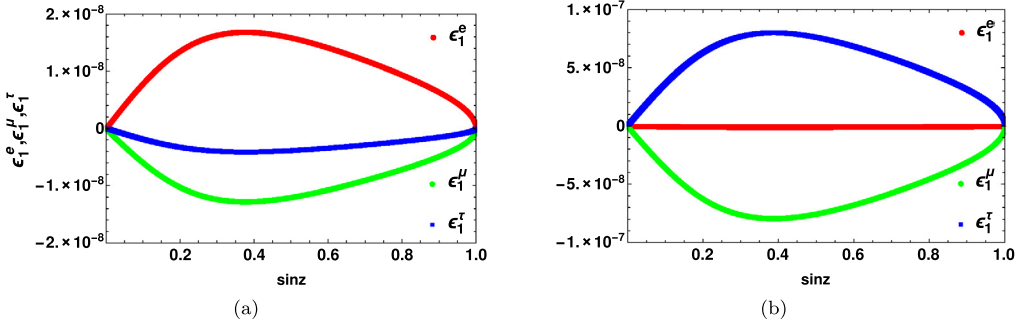 2.×10⁻⁸
1.×10⁻⁸
0
−1.×10⁻⁸
−2.×10⁻⁸
ϵ₁ᵉ,ϵ₁^μ,ϵ₁^τ
0.2 0.4 0.6 0.8 1.0
sinz
ϵ₁ᵉ
ϵ₁^μ
ϵ₁^τ
(a)
1.×10⁻⁷
5.×10⁻⁸
0
−5.×10⁻⁸
−1.×10⁻⁷
0.2 0.4 0.6 0.8 1.0
sinz
ϵ₁ᵉ
ϵ₁^μ
ϵ₁^τ
(b)